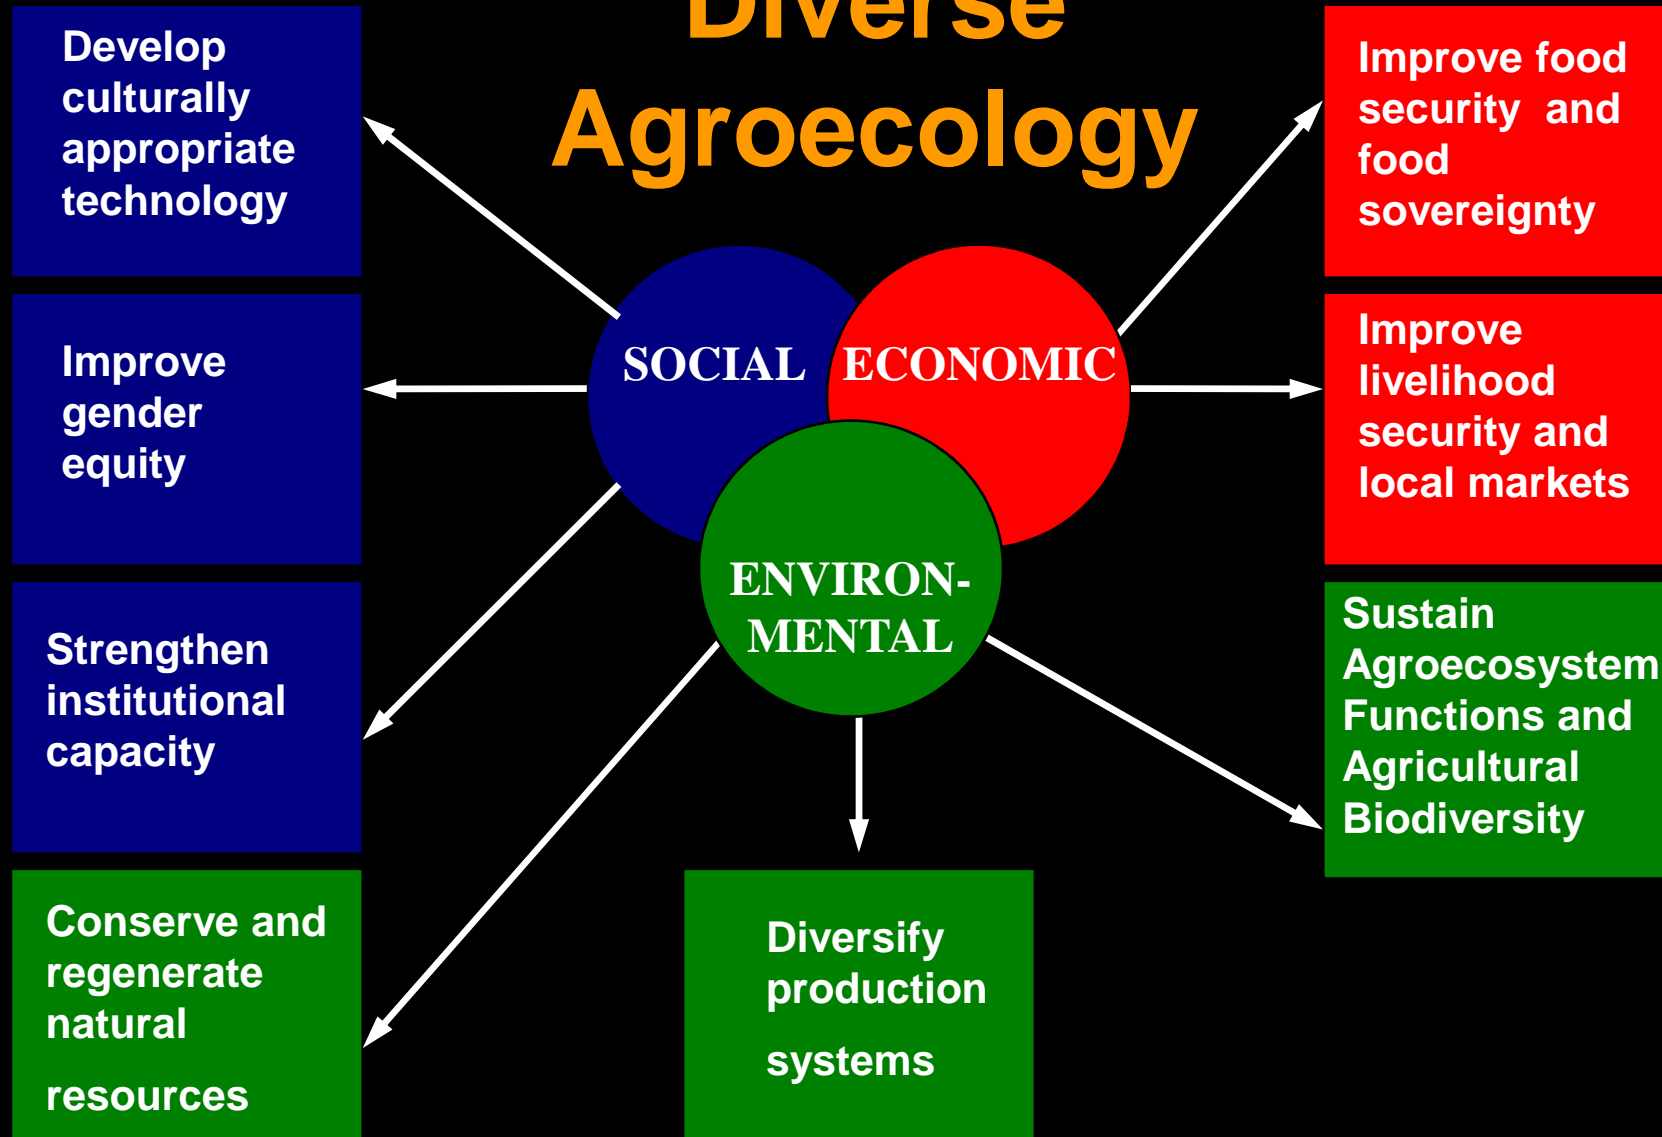 Diverse
Agroecology
Develop
culturally
appropriate
technology
Improve
gender
equity
Strengthen
institutional
capacity
Conserve and
regenerate
natural
resources
SOCIAL
ECONOMIC
ENVIRON-
MENTAL
Diversify
production
systems
Improve food
security and
food
sovereignty
Improve
livelihood
security and
local markets
Sustain
Agroecosystem
Functions and
Agricultural
Biodiversity